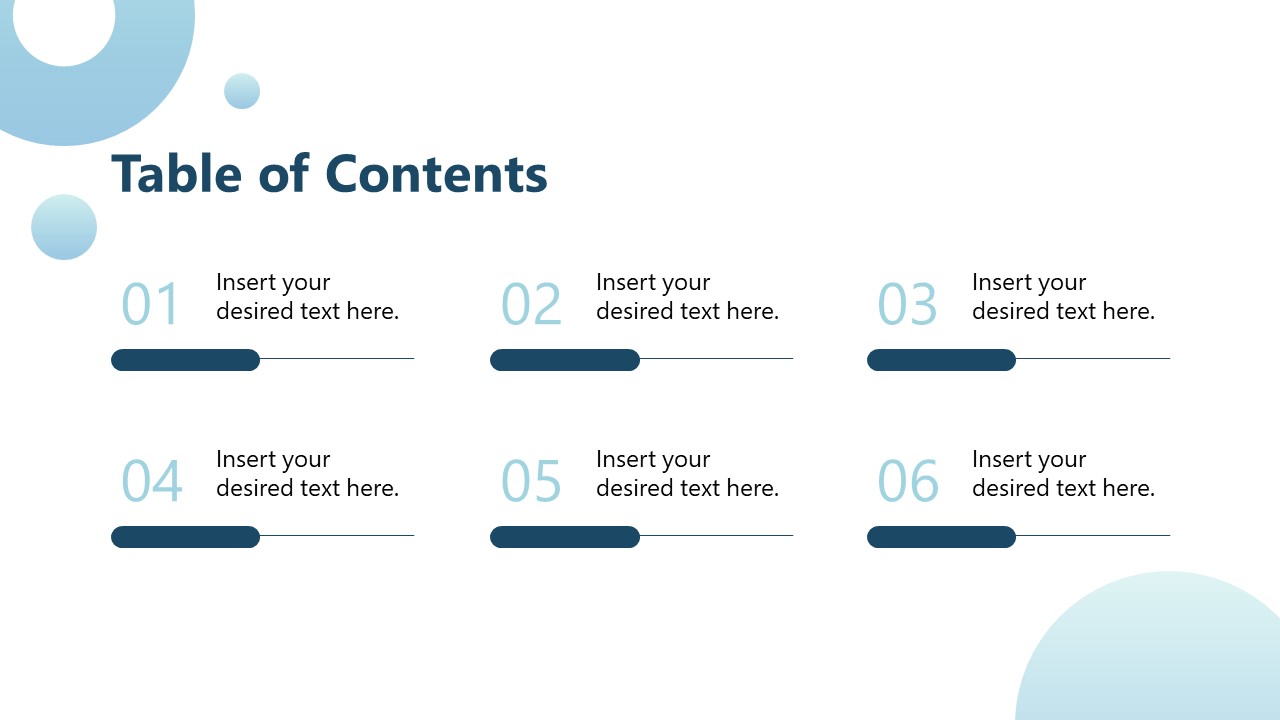 Table of Contents
01
Insert your
desired text here.
02
Insert your
desired text here.
03
Insert your
desired text here.
04
Insert your
desired text here.
05
Insert your
desired text here.
06
Insert your
desired text here.